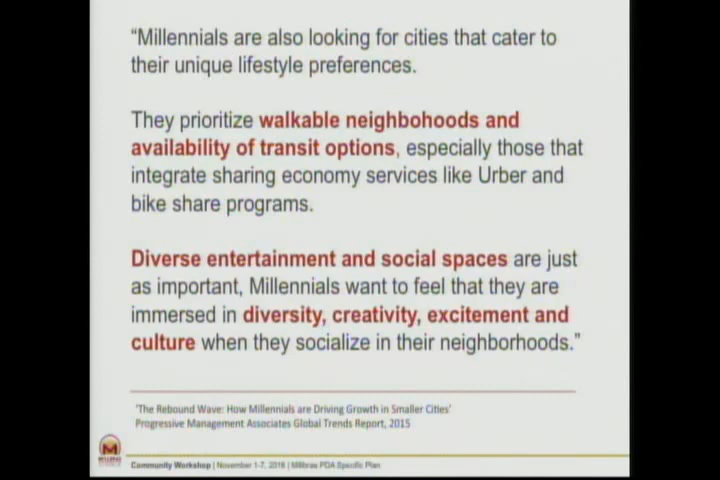 “Millennials are also looking for cities that cater to
their unique lifestyle preferences.
They prioritize walkable neighbohoods and
availability of transit options, especially those that
integrate sharing economy services like Urber and
bike share programs.
Diverse entertainment and social spaces are just
as important, Millennials want to feel that they are
immersed in diversity, creativity, excitement and
culture when they socialize in their neighborhoods.”
'The Rebound Wave: How Millennials are Driving Growth in Smaller Cities'
Progressive Management Associates Global Trends Report, 2015
Community Workshop | November 1-7, 2016 | Millbrae PDA Specific Plan